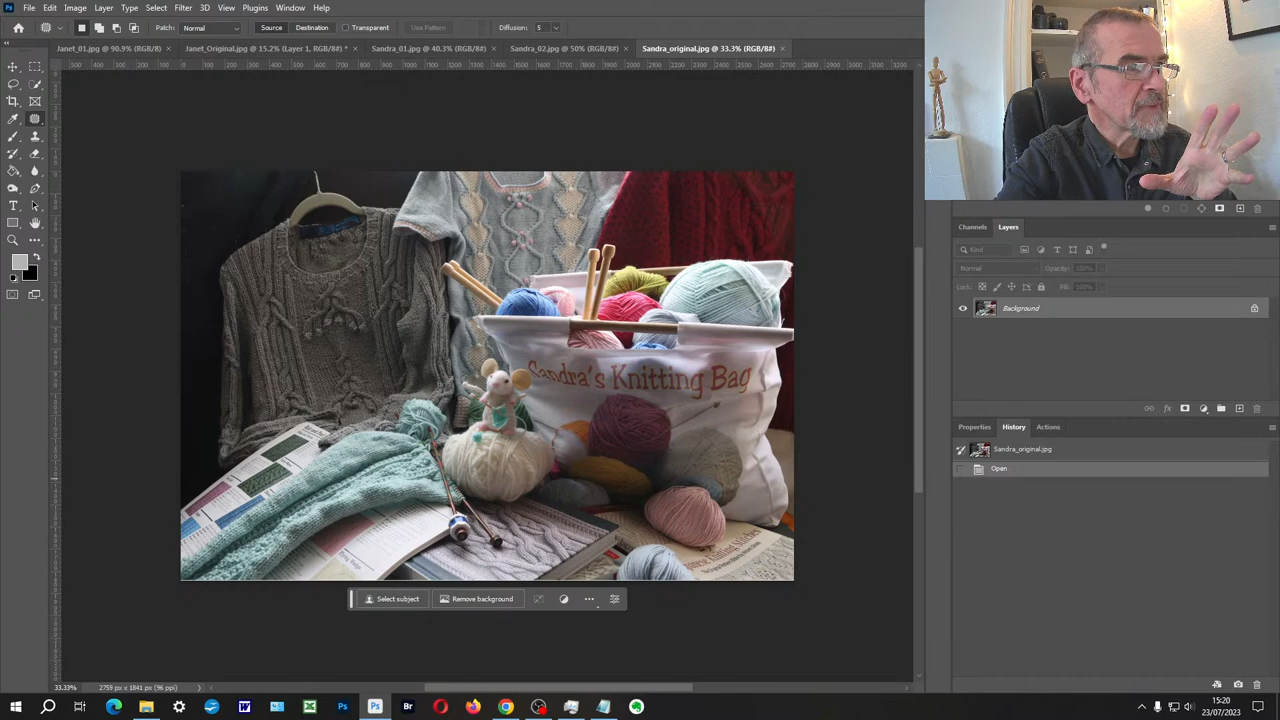 File Edit Image Layer Type Select Filter 3D View Plugins Window Help
Patch: Normal Source Destination Transparent Use Pattern Diffusion: 5
Janet_01.jpg @ 90.9% (RGB/8) × Janet_Original.jpg @ 15.2% (Layer 1, RGB/8#) * × Sandra_01.jpg @ 40.3% (RGB/8#) × Sandra_02.jpg @ 50% (RGB/8#) × Sandra_original.jpg @ 33.3% (RGB/8#) ×
Channels Layers
Kind
Normal Opacity: 100%
Lock: Fill: 100%
Background
Sandra's Knitting Bag
Properties History Actions
Sandra_original.jpg
Open
Select subject Remove background
33.33% 2759 px x 1841 px (96 ppi)
15:20
23/07/2023